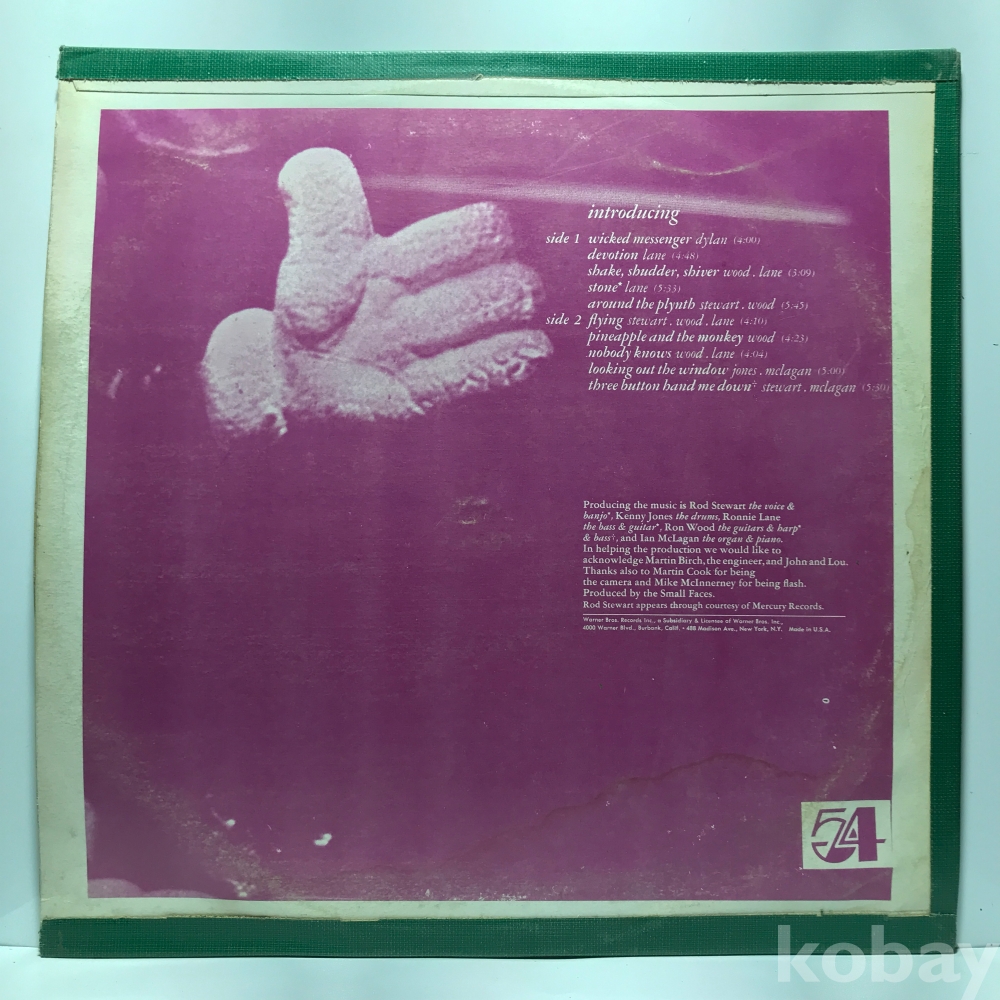 introducing
side 1 wicked messenger dylan (4:00)
devotion lane (4:48)
shake, shudder, shiver wood . lane (3:09)
stone* lane (5:33)
around the plynth stewart . wood (5:45)
side 2 flying stewart . wood . lane (4:10)
pineapple and the monkey wood (4:23)
nobody knows wood . lane (4:04)
looking out the window jones . mclagan (5:00)
three button hand me down‡ stewart . mclagan (5:30)
Producing the music is Rod Stewart the voice &
banjo*, Kenny Jones the drums, Ronnie Lane
the bass & guitar*, Ron Wood the guitars & harp*
& bass‡, and Ian McLagan the organ & piano.
In helping the production we would like to
acknowledge Martin Birch, the engineer, and John and Lou.
Thanks also to Martin Cook for being
the camera and Mike McInnerney for being flash.
Produced by the Small Faces.
Rod Stewart appears through courtesy of Mercury Records.
Warner Bros. Records Inc., a Subsidiary & Licensee of Warner Bros. Inc.,
4000 Warner Blvd., Burbank, Calif. • 488 Madison Ave., New York, N.Y. Made in U.S.A.
54
kobay